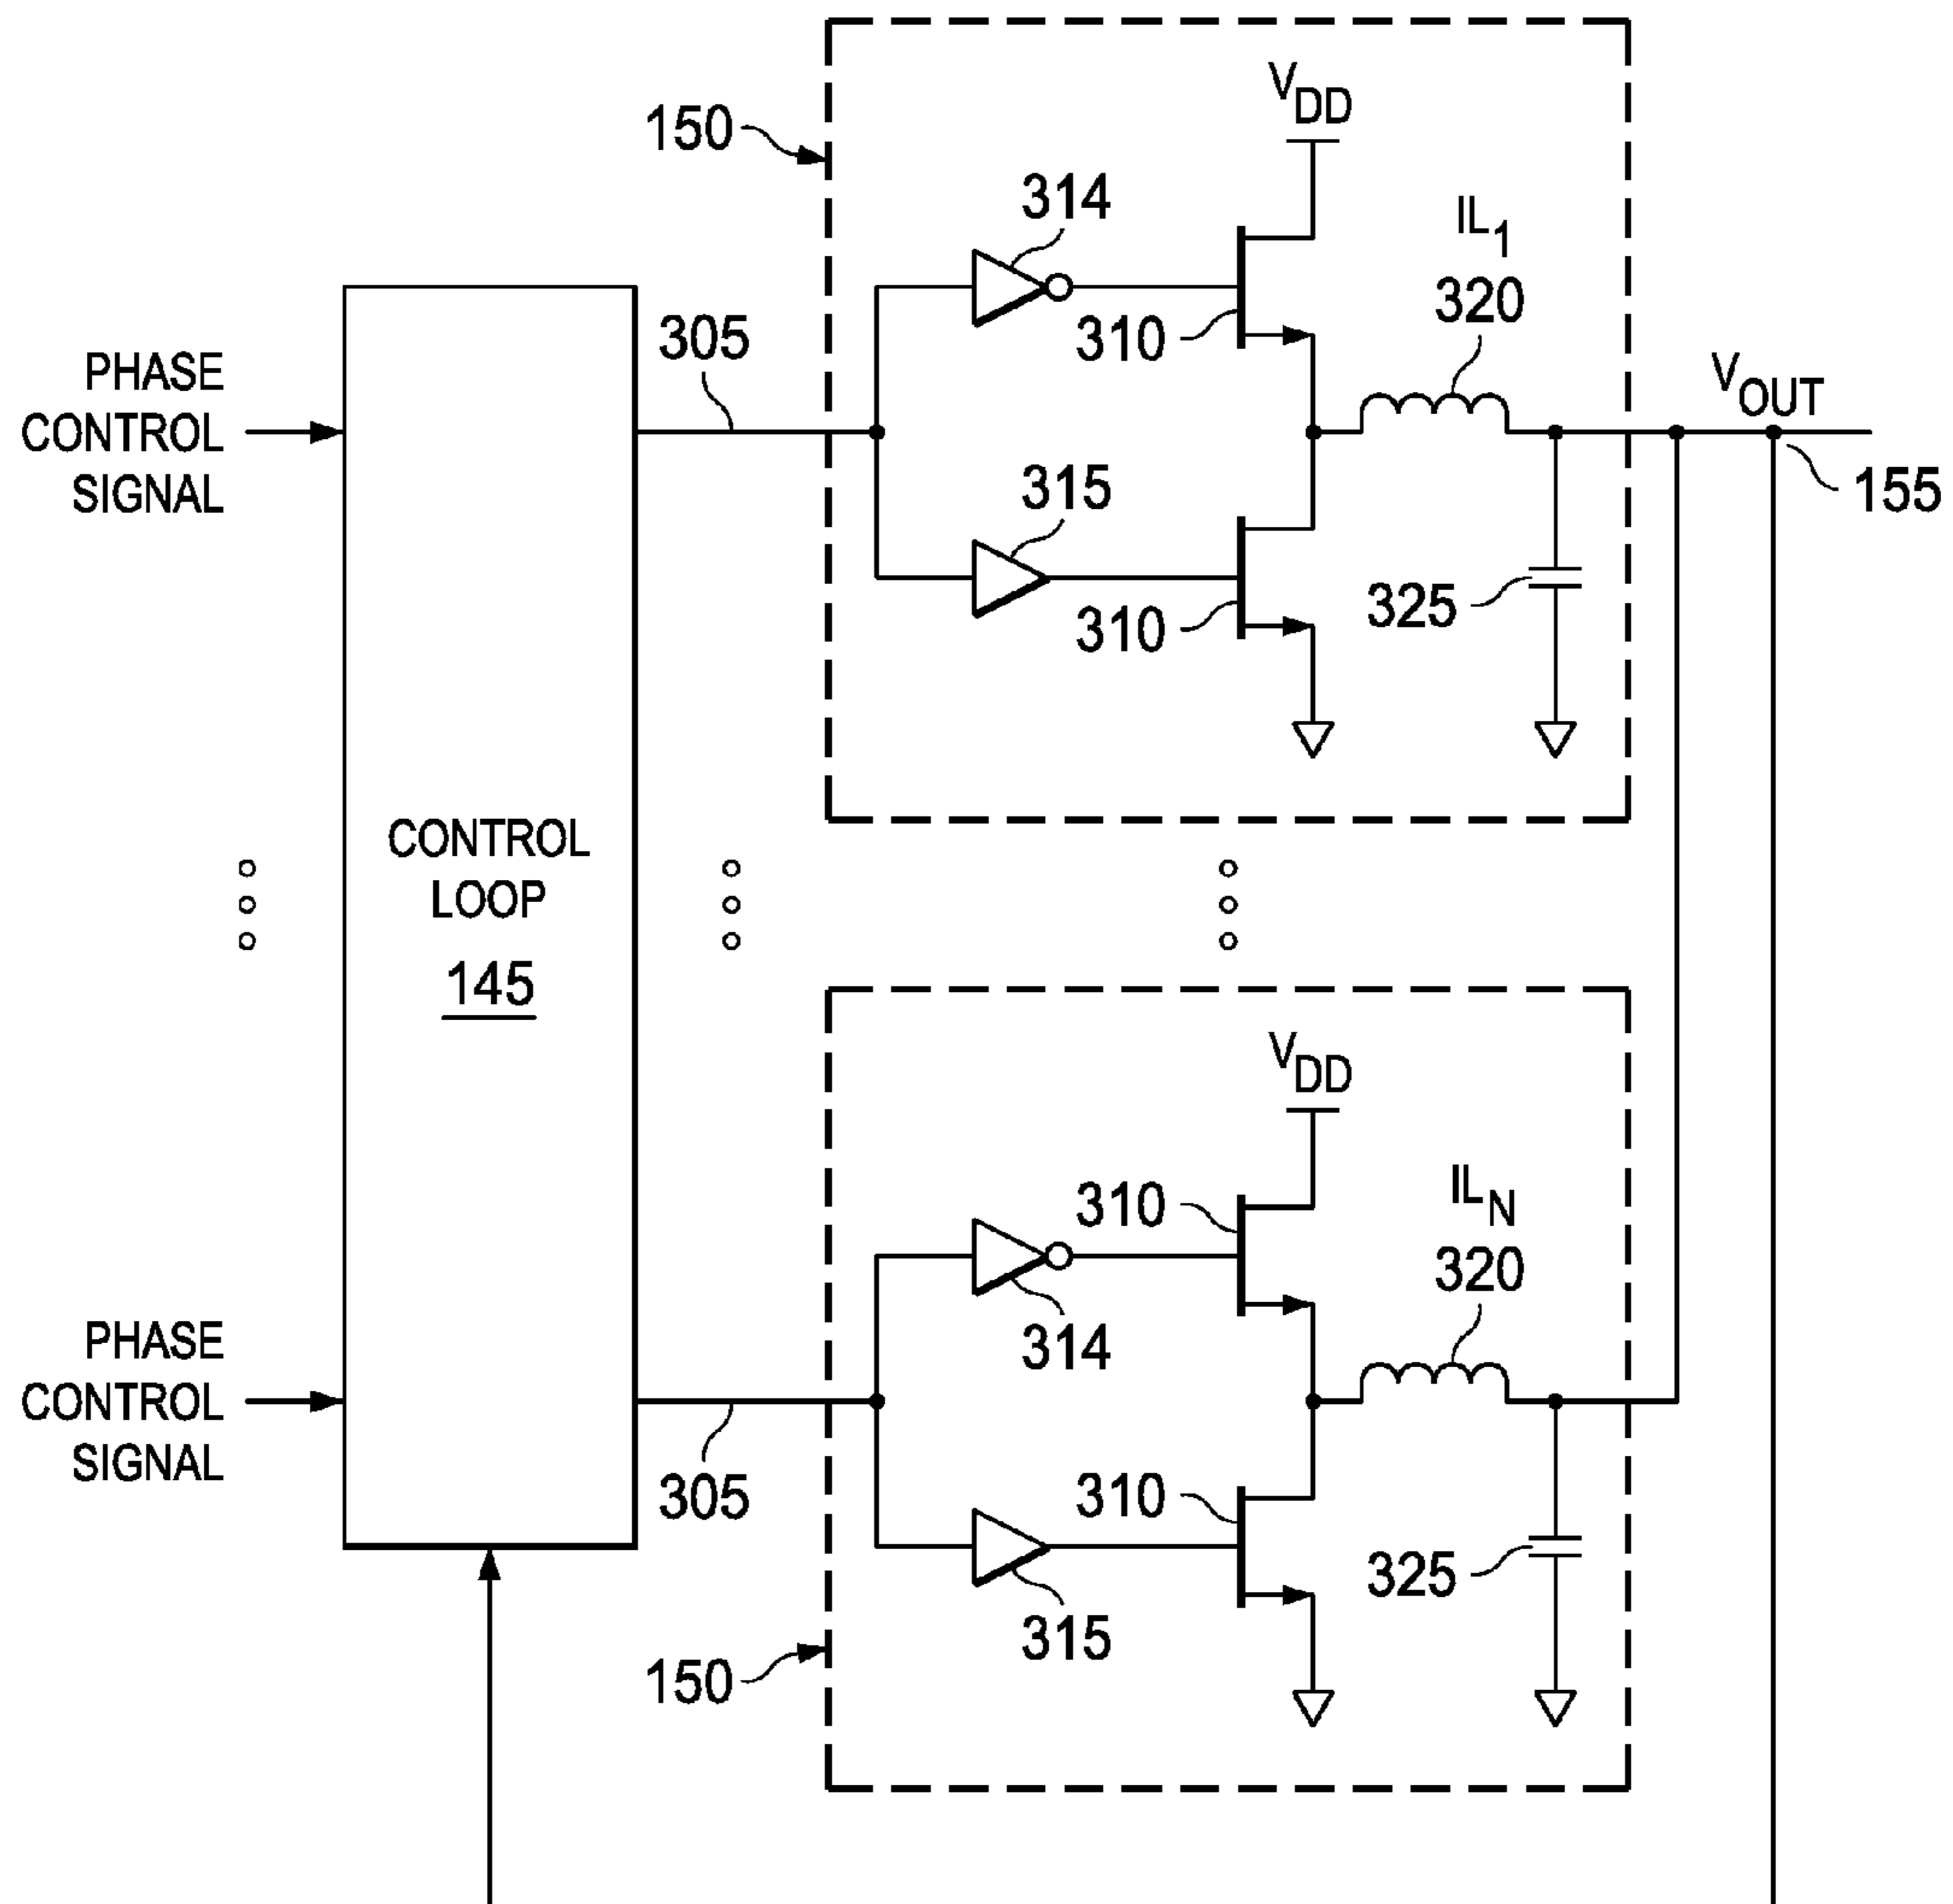 VDD
150
314
IL1
320
310
305
PHASE
CONTROL
SIGNAL
VOUT
155
315
325
310
CONTROL
LOOP
145
VDD
310
ILN
320
314
PHASE
CONTROL
SIGNAL
305
310
325
315
150